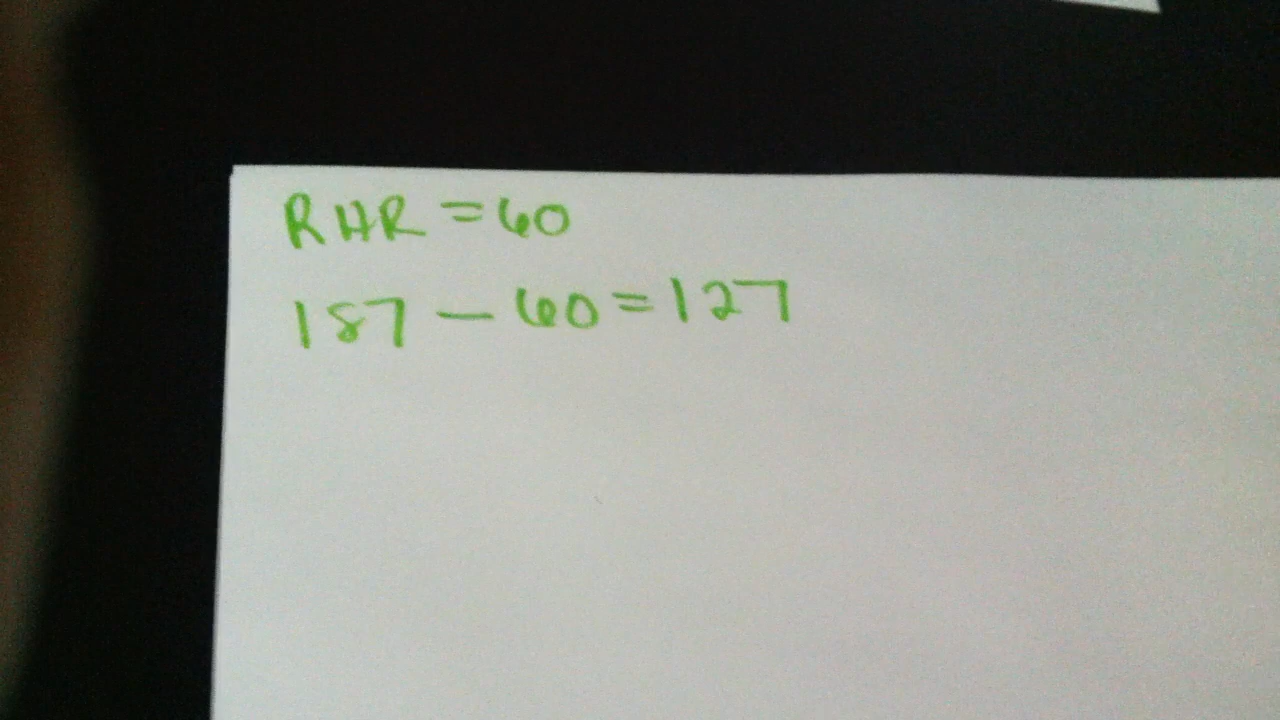 RHR = 60
187 - 60 = 127